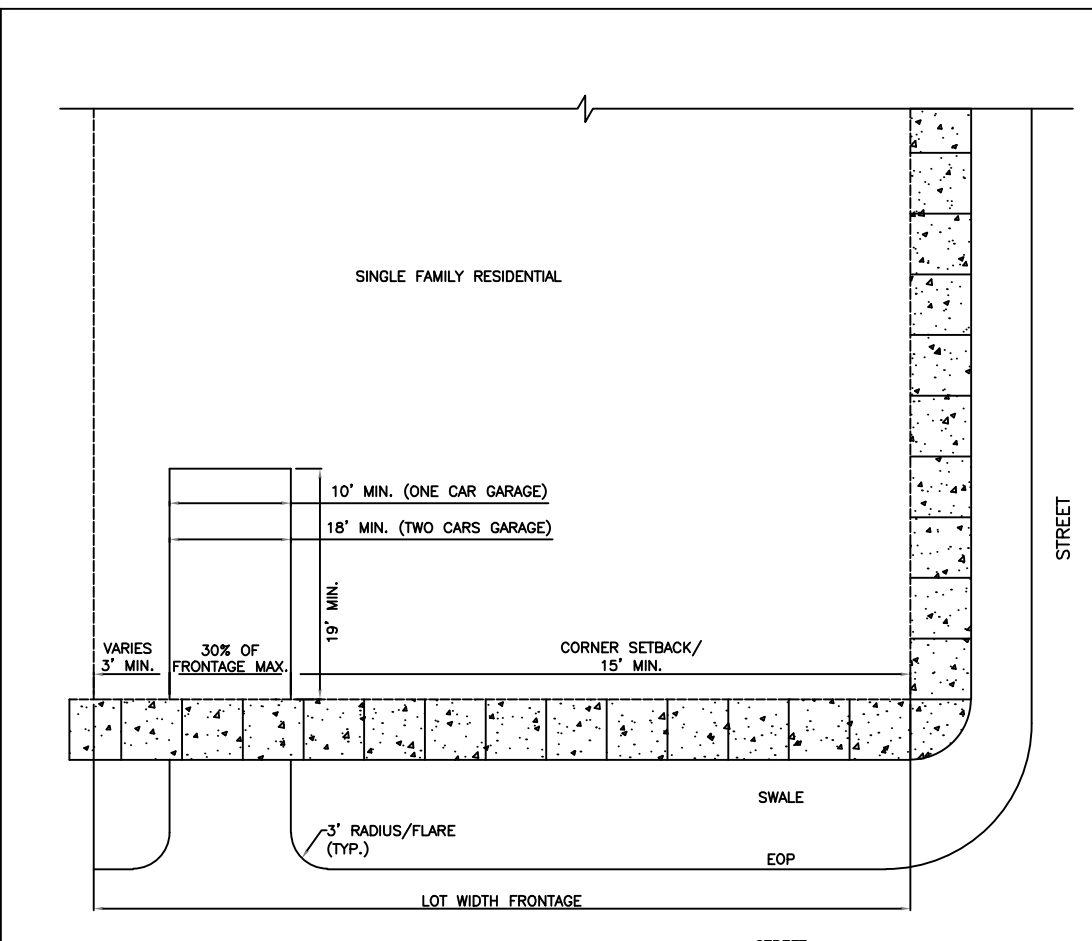 SINGLE FAMILY RESIDENTIAL
10' MIN. (ONE CAR GARAGE)
18' MIN. (TWO CARS GARAGE)
19' MIN.
STREET
VARIES
3' MIN.
30% OF
FRONTAGE MAX.
CORNER SETBACK/
15' MIN.
SWALE
3' RADIUS/FLARE
(TYP.)
EOP
LOT WIDTH FRONTAGE